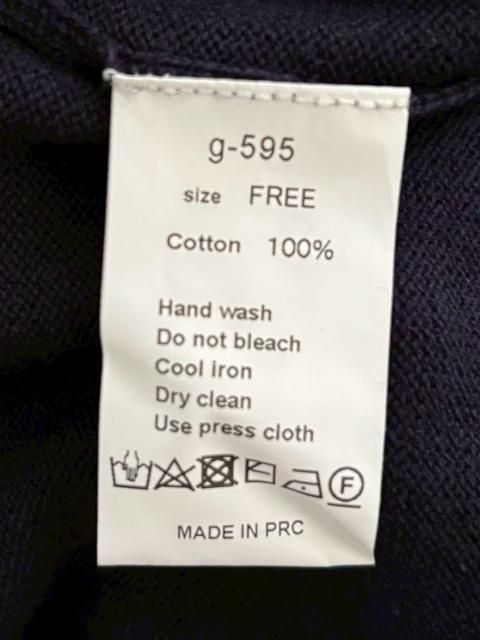 g-595
size FREE
Cotton 100%
Hand wash
Do not bleach
Cool iron
Dry clean
Use press cloth
F
MADE IN PRC